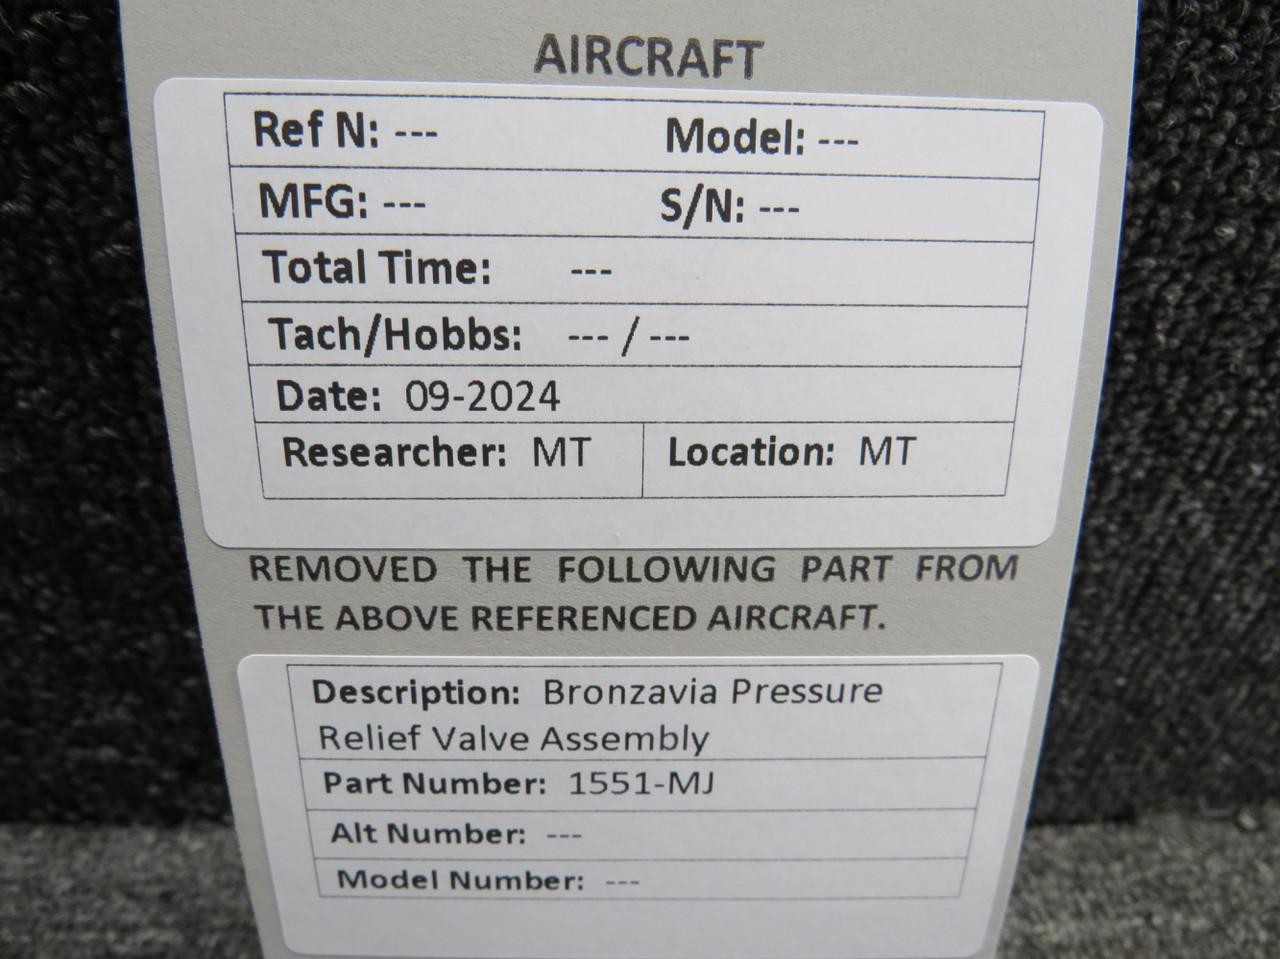 AIRCRAFT
Ref N: --- Model: ---
MFG: --- S/N: ---
Total Time: ---
Tach/Hobbs: --- / ---
Date: 09-2024
Researcher: MT Location: MT
REMOVED THE FOLLOWING PART FROM
THE ABOVE REFERENCED AIRCRAFT.
Description: Bronzavia Pressure
Relief Valve Assembly
Part Number: 1551-MJ
Alt Number: ---
Model Number: ---